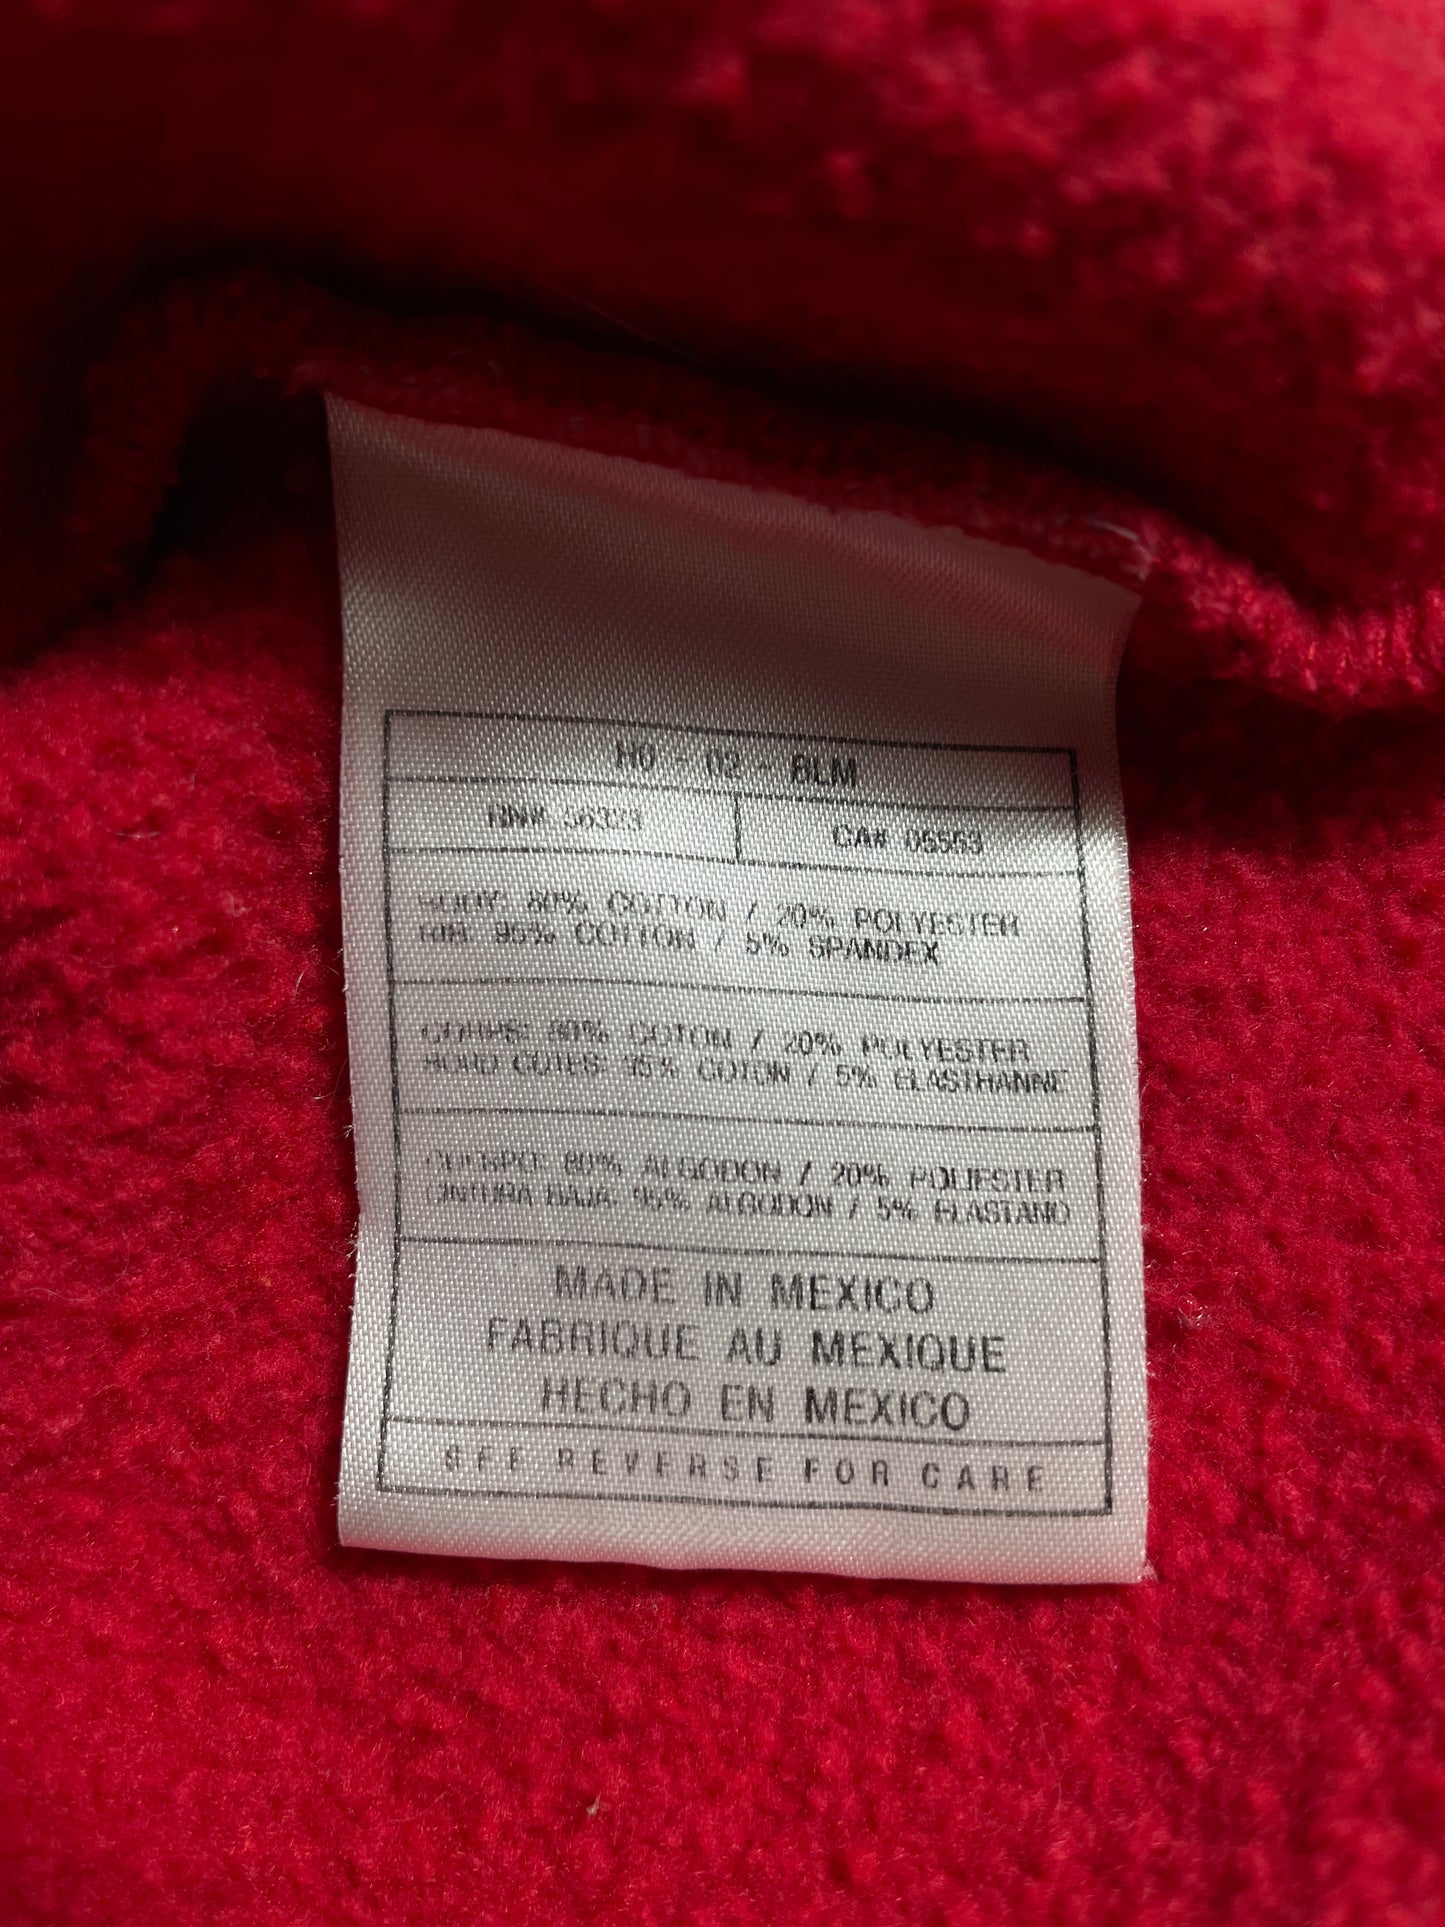 HO - 02 - BLM
RN# 56323
CA# 05553
BODY: 80% COTTON / 20% POLYESTER
RIB: 95% COTTON / 5% SPANDEX
CORPS: 80% COTON / 20% POLYESTER
BORD COTES: 95% COTON / 5% ELASTHANNE
CUERPO: 80% ALGODON / 20% POLIESTER
CINTURA BAJA: 95% ALGODON / 5% ELASTANO
MADE IN MEXICO
FABRIQUE AU MEXIQUE
HECHO EN MEXICO
SEE REVERSE FOR CARE